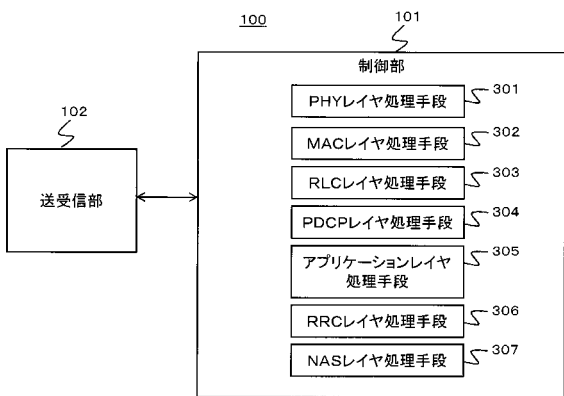 100
101
制御部
102
送受信部
PHYレイヤ処理手段
301
MACレイヤ処理手段
302
RLCレイヤ処理手段
303
PDCPレイヤ処理手段
304
アプリケーションレイヤ
処理手段
305
RRCレイヤ処理手段
306
NASレイヤ処理手段
307